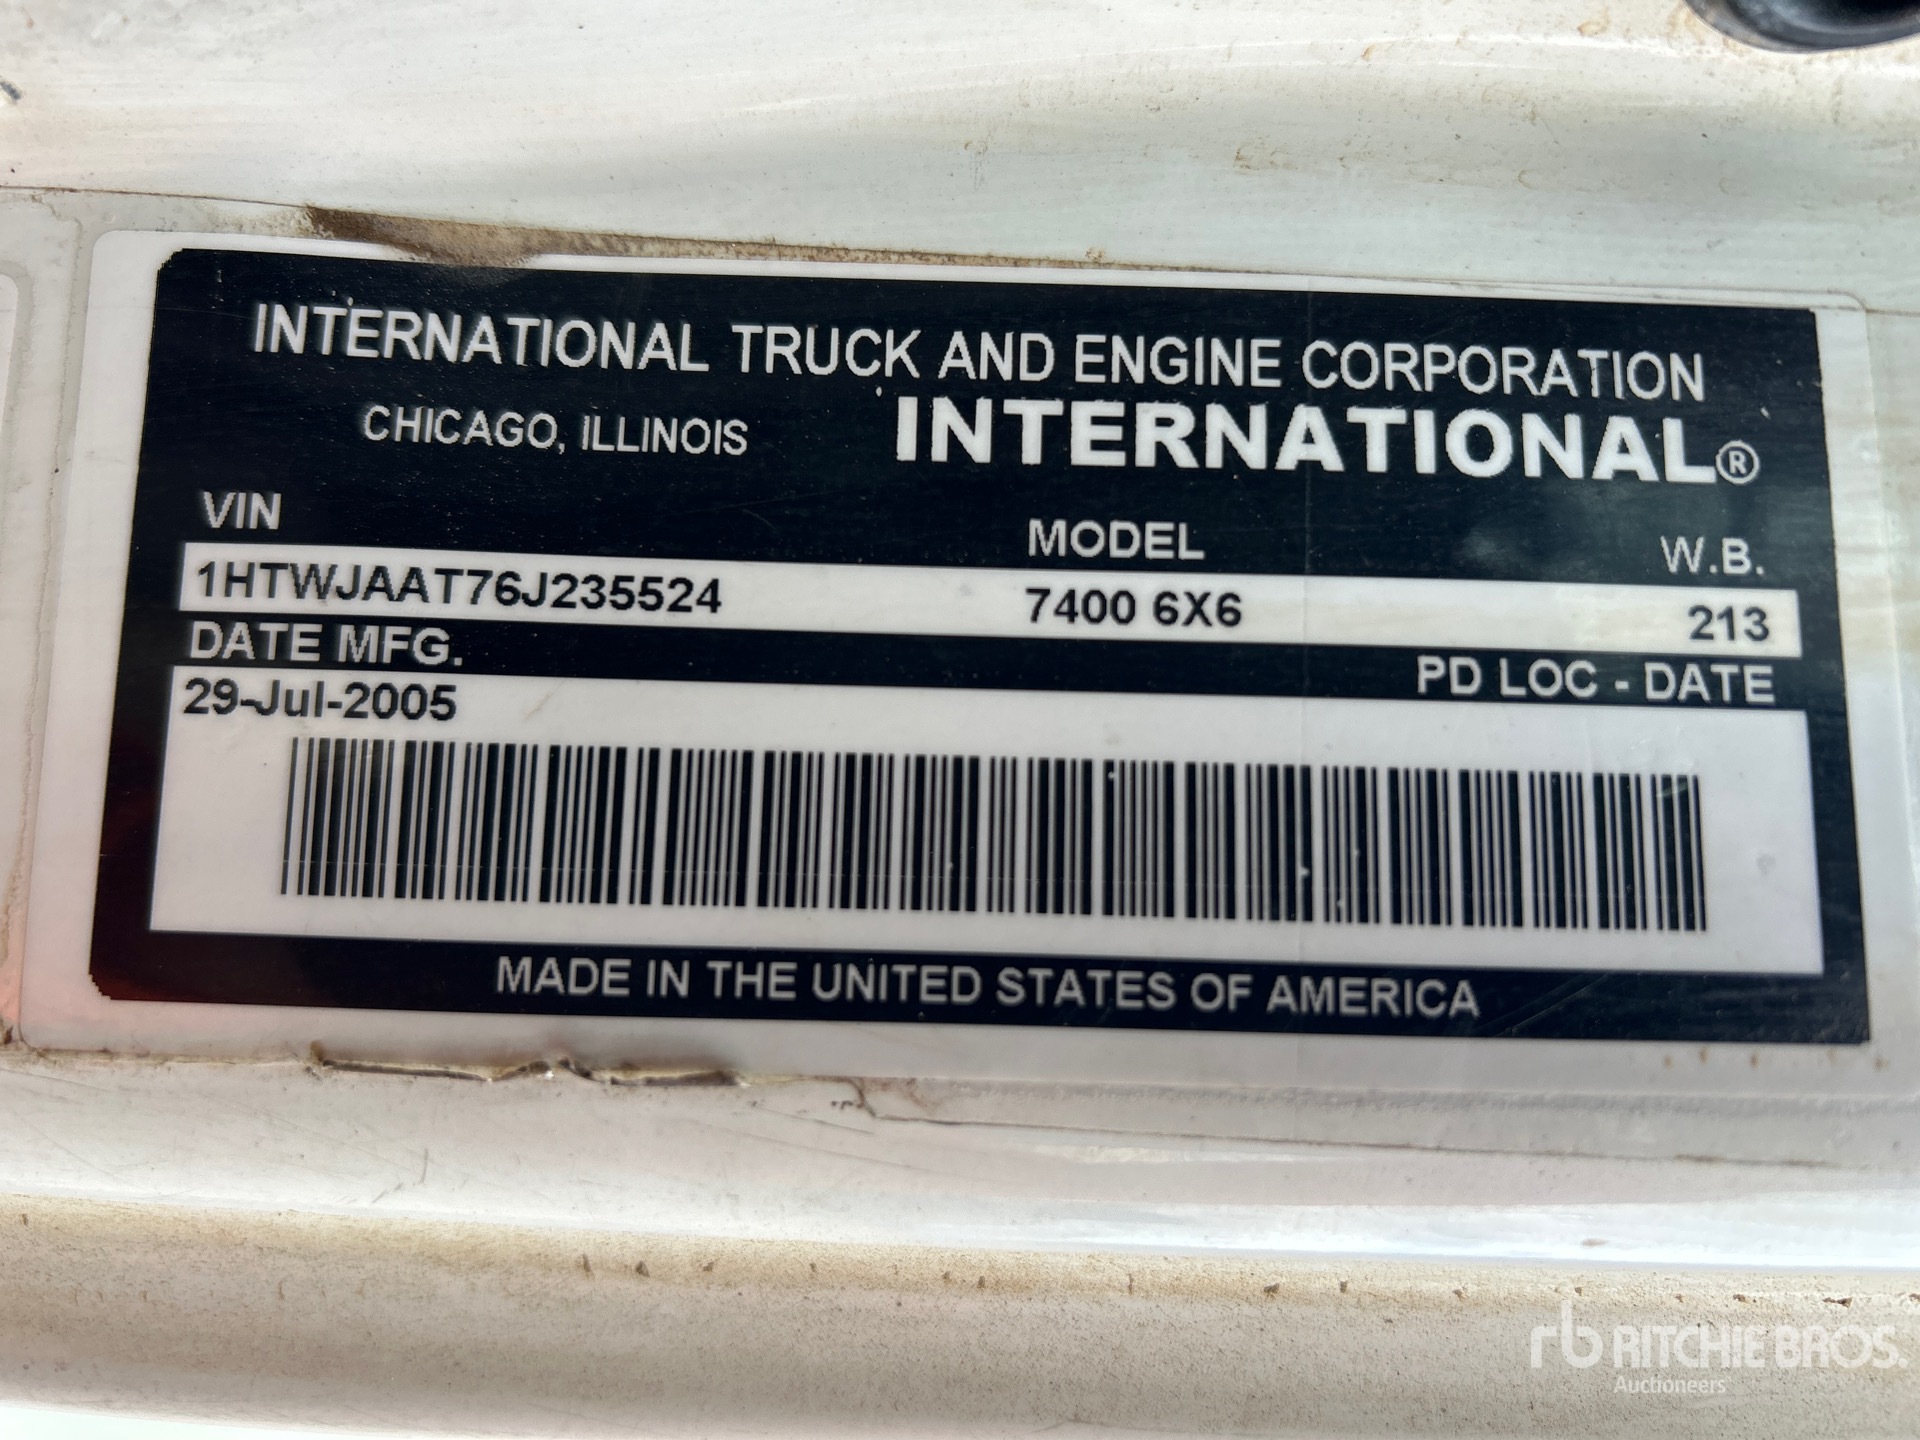 INTERNATIONAL TRUCK AND ENGINE CORPORATION
CHICAGO, ILLINOIS INTERNATIONAL®
VIN MODEL W.B.
1HTWJAAT76J235524 7400 6X6 213
DATE MFG. PD LOC - DATE
29-Jul-2005
MADE IN THE UNITED STATES OF AMERICA
rb RITCHIE BROS.
Auctioneers